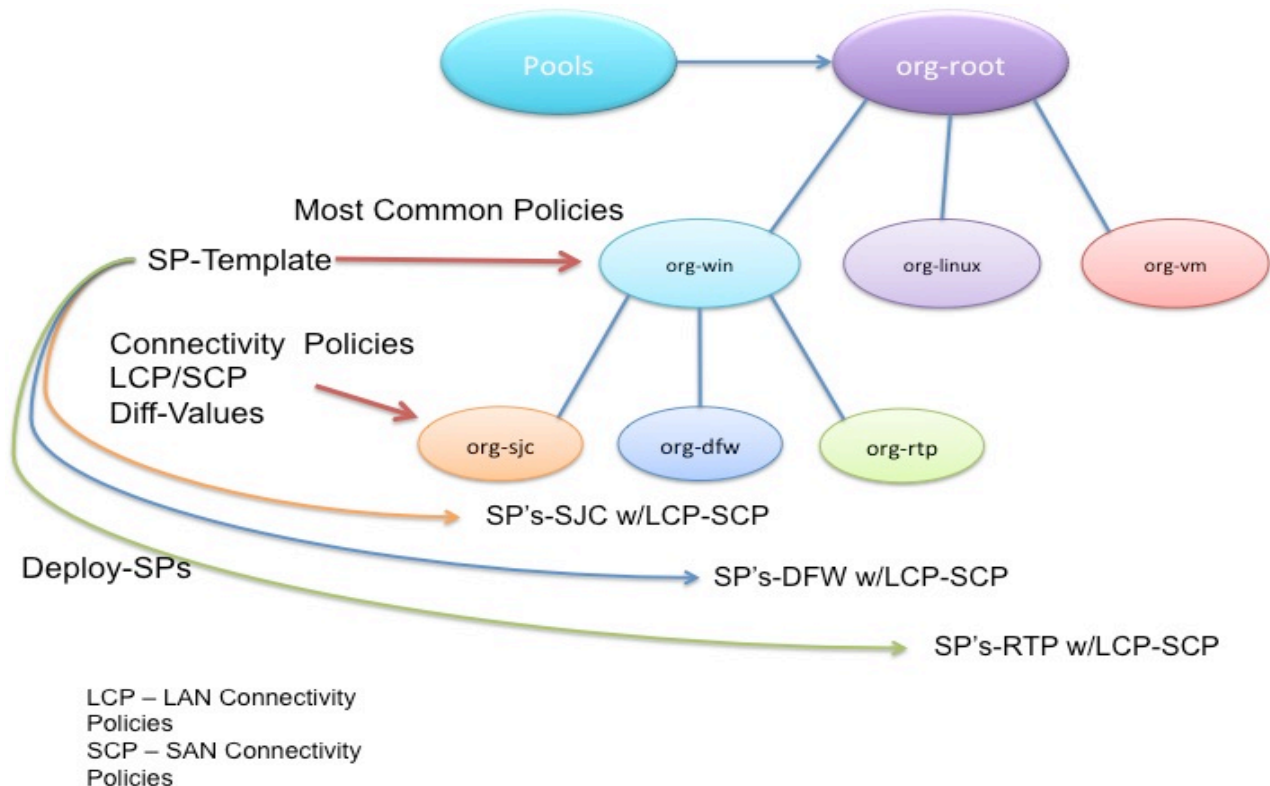 Pools
org-root
Most Common Policies
SP-Template
org-win
org-linux
org-vm
Connectivity Policies
LCP/SCP
Diff-Values
org-sjc
org-dfw
org-rtp
SP's-SJC w/LCP-SCP
Deploy-SPs
SP's-DFW w/LCP-SCP
SP's-RTP w/LCP-SCP
LCP – LAN Connectivity
Policies
SCP – SAN Connectivity
Policies